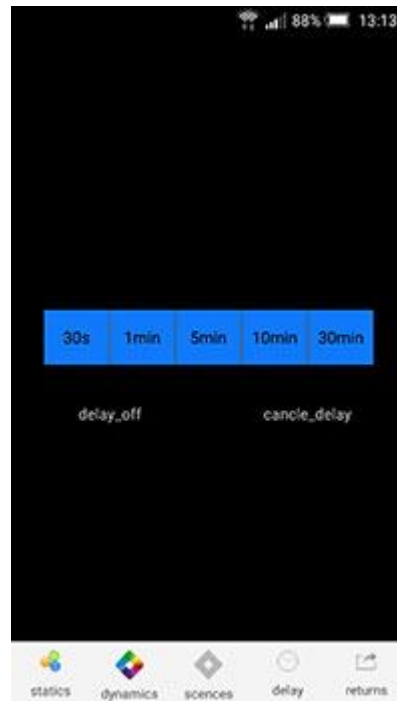 88% 13:13
30s 1min 5min 10min 30min
delay_off cancle_delay
statics dynamics scences delay returns